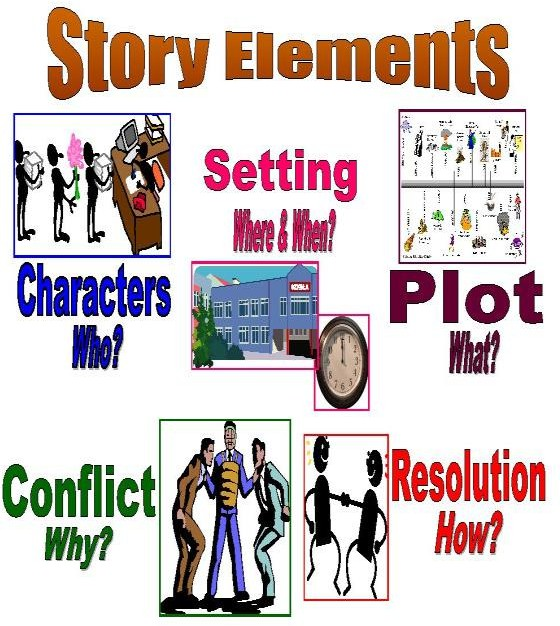 Story Elements
Setting
Where & When?
Characters
Who?
Plot
What?
Conflict
Why?
Resolution
How?